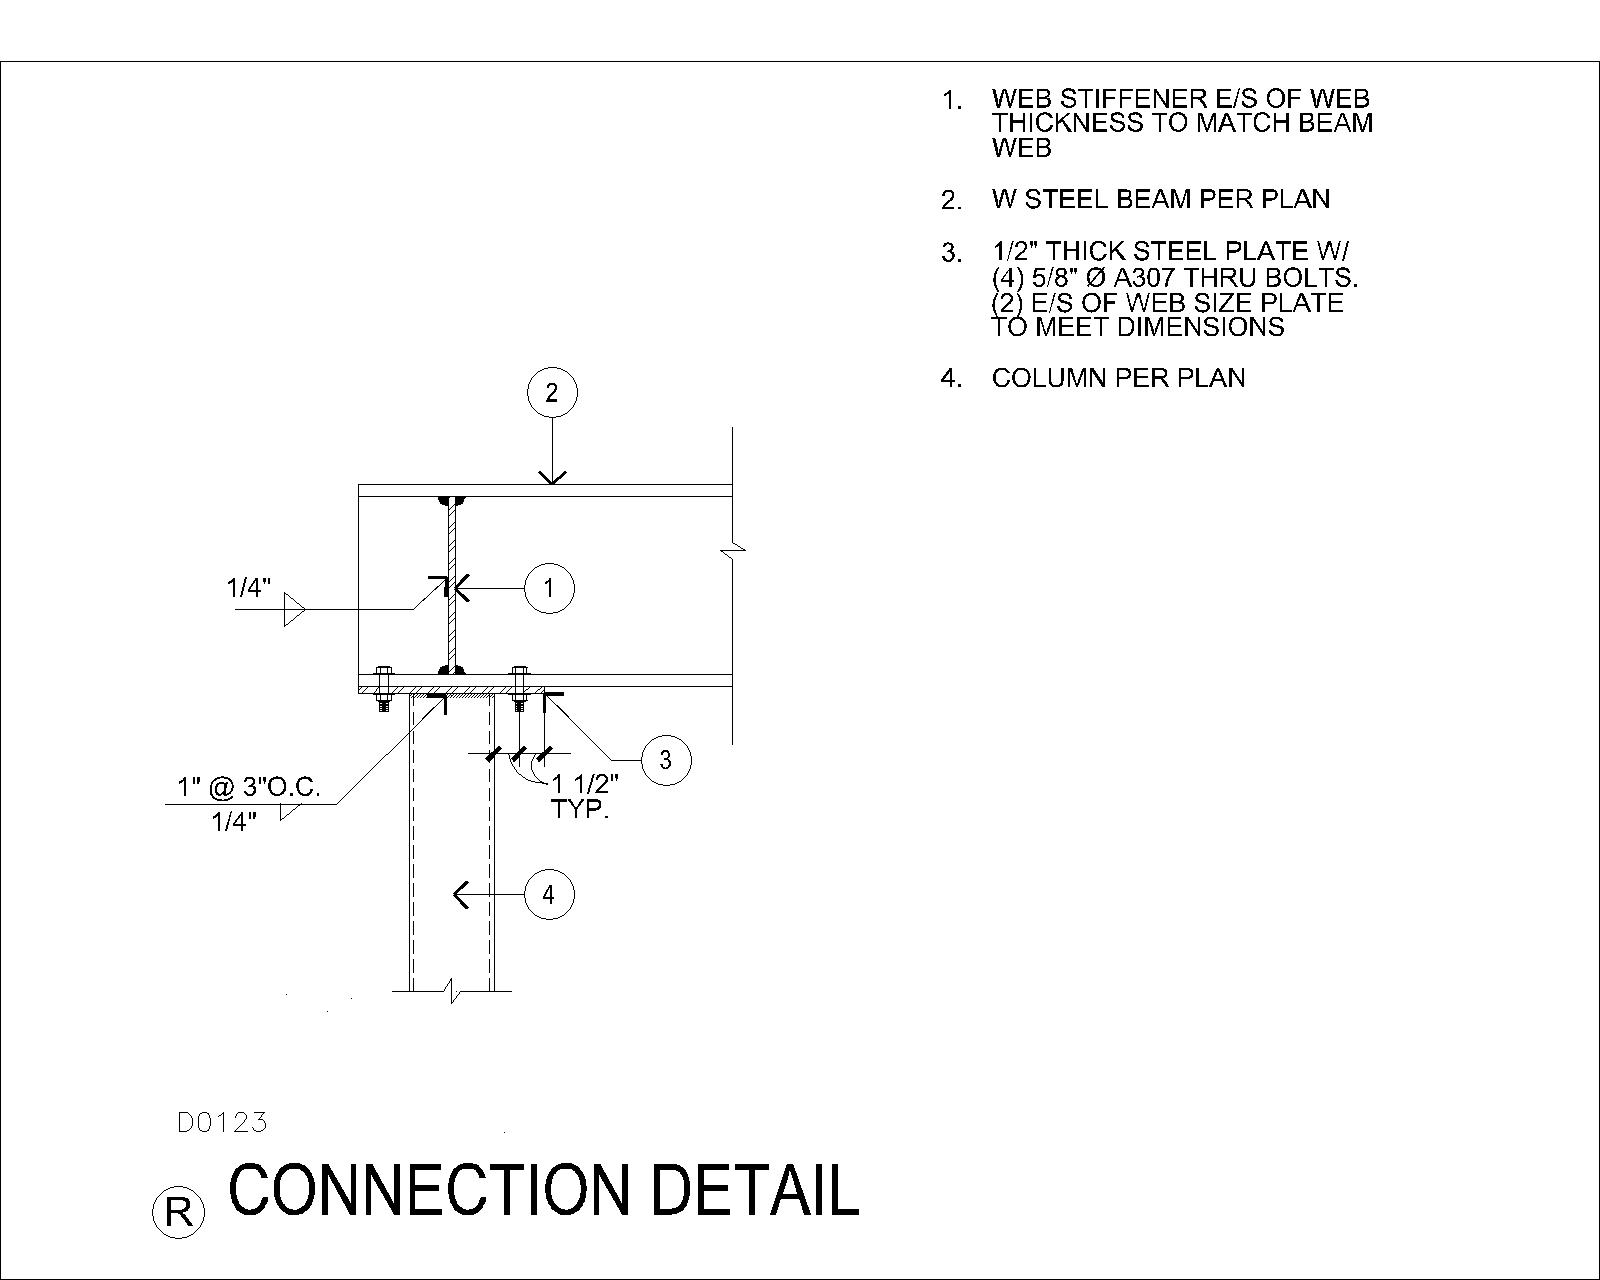 1. WEB STIFFENER E/S OF WEB
THICKNESS TO MATCH BEAM
WEB
2. W STEEL BEAM PER PLAN
3. 1/2" THICK STEEL PLATE W/
(4) 5/8" Ø A307 THRU BOLTS.
(2) E/S OF WEB SIZE PLATE
TO MEET DIMENSIONS
4. COLUMN PER PLAN
2
1/4"
1
3
1" @ 3"O.C.
1/4"
1 1/2"
TYP.
4
D0123
R CONNECTION DETAIL